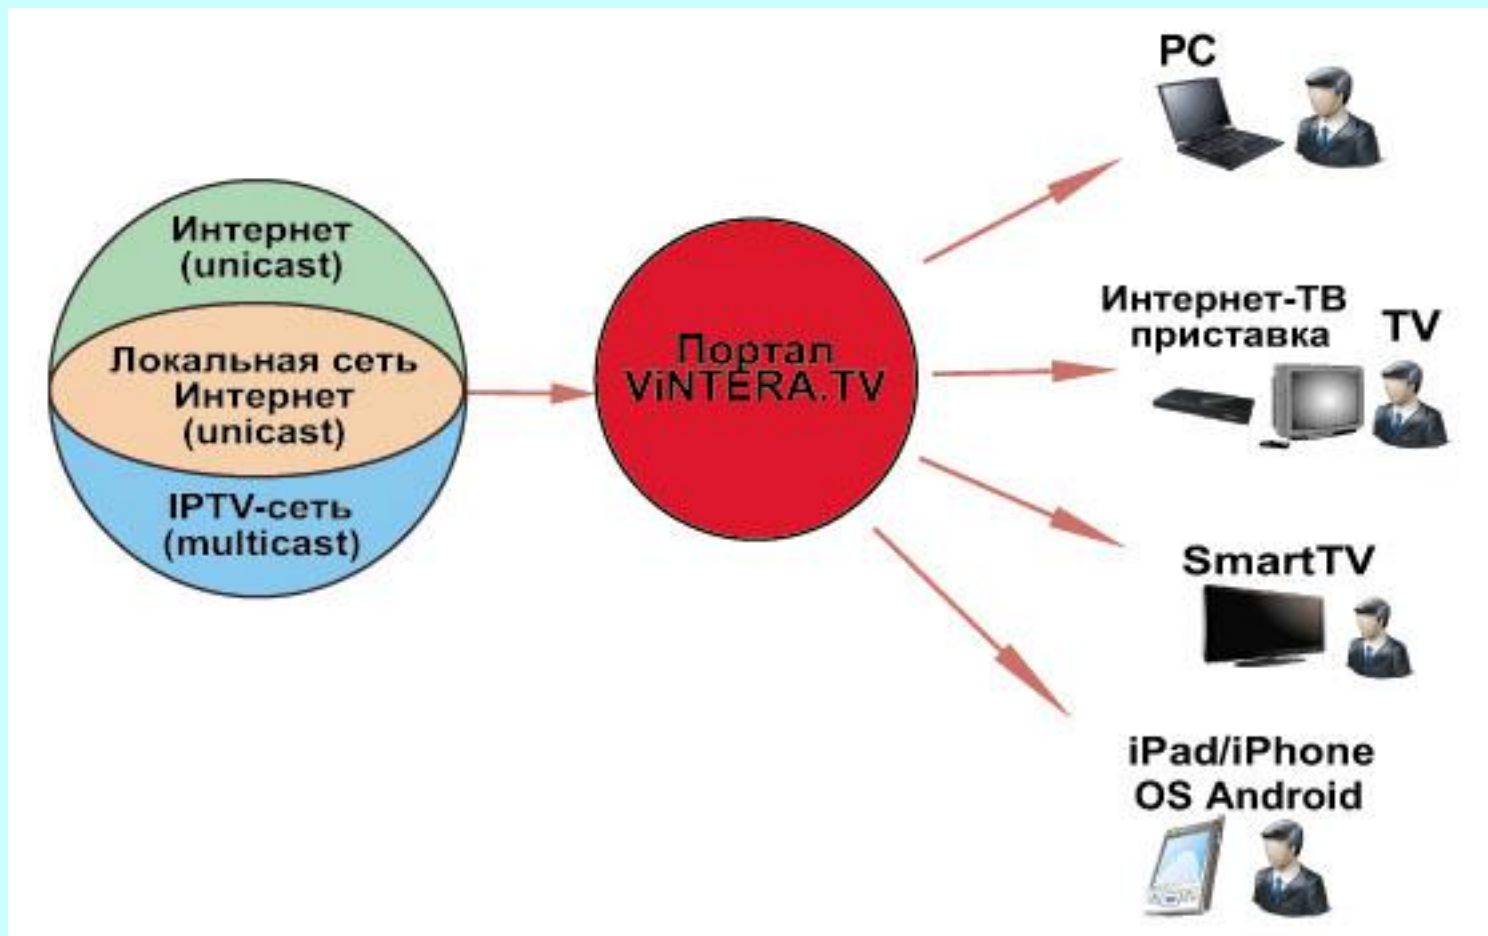 Интернет
(unicast)
Локальная сеть
Интернет
(unicast)
IPTV-сеть
(multicast)
Портал
ViNTERA.TV
PC
Интернет-ТВ
приставка
TV
SmartTV
iPad/iPhone
OS Android